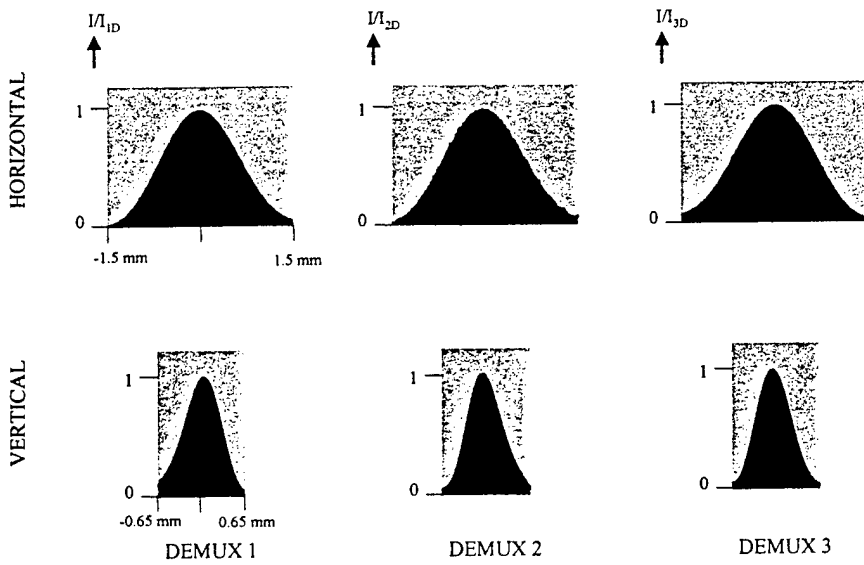 I/I1D I/I2D I/I3D
HORIZONTAL
1 1 1
0 0 0
-1.5 mm 1.5 mm
VERTICAL
1 1 1
0 0 0
-0.65 mm 0.65 mm
DEMUX 1 DEMUX 2 DEMUX 3